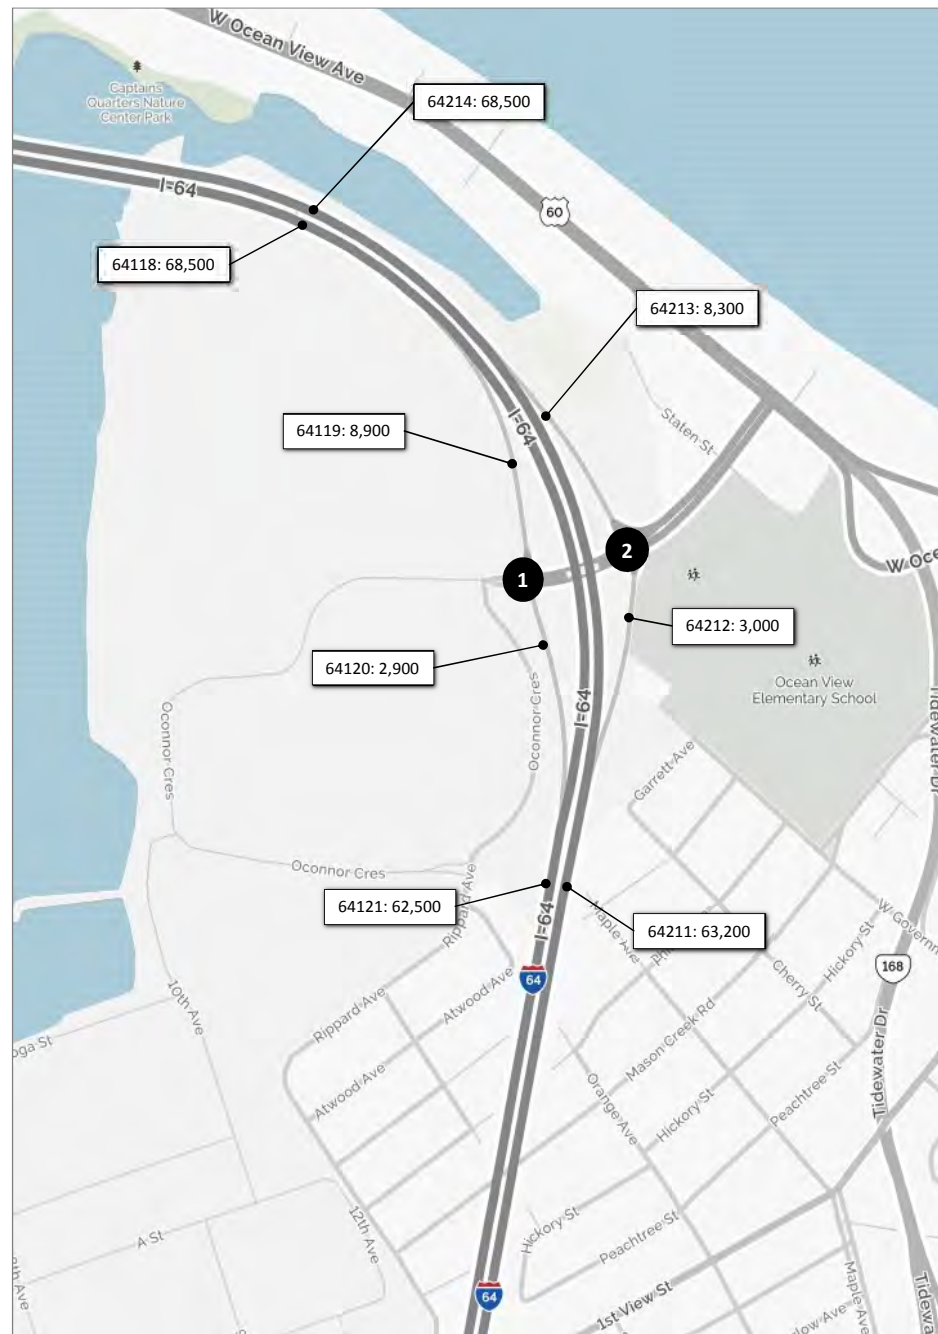 W Ocean View Ave
Captains
Quarters Nature
Center Park
64214: 68,500
I-64
60
64118: 68,500
64213: 8,300
I-64
Staten St
64119: 8,900
2
1
W Oce
64212: 3,000
64120: 2,900
Ocean View
Elementary School
Oconnor Cres
Oconnor Cres
I-64
Tidewater Dr
Garrett Ave
Oconnor Cres
64121: 62,500
Rippard Ave
I-64
Maple Ave
64211: 63,200
W Governm
Hickory St
168
64
Cherry St
10th Ave
Rippard Ave
Atwood Ave
Mason Creek Rd
oga St
Atwood Ave
Orange Ave
Hickory St
Peachtree St
Tidewater Dr
12th Ave
Hickory St
Peachtree St
A St
64
1st View St
Maple Ave
Tidewa